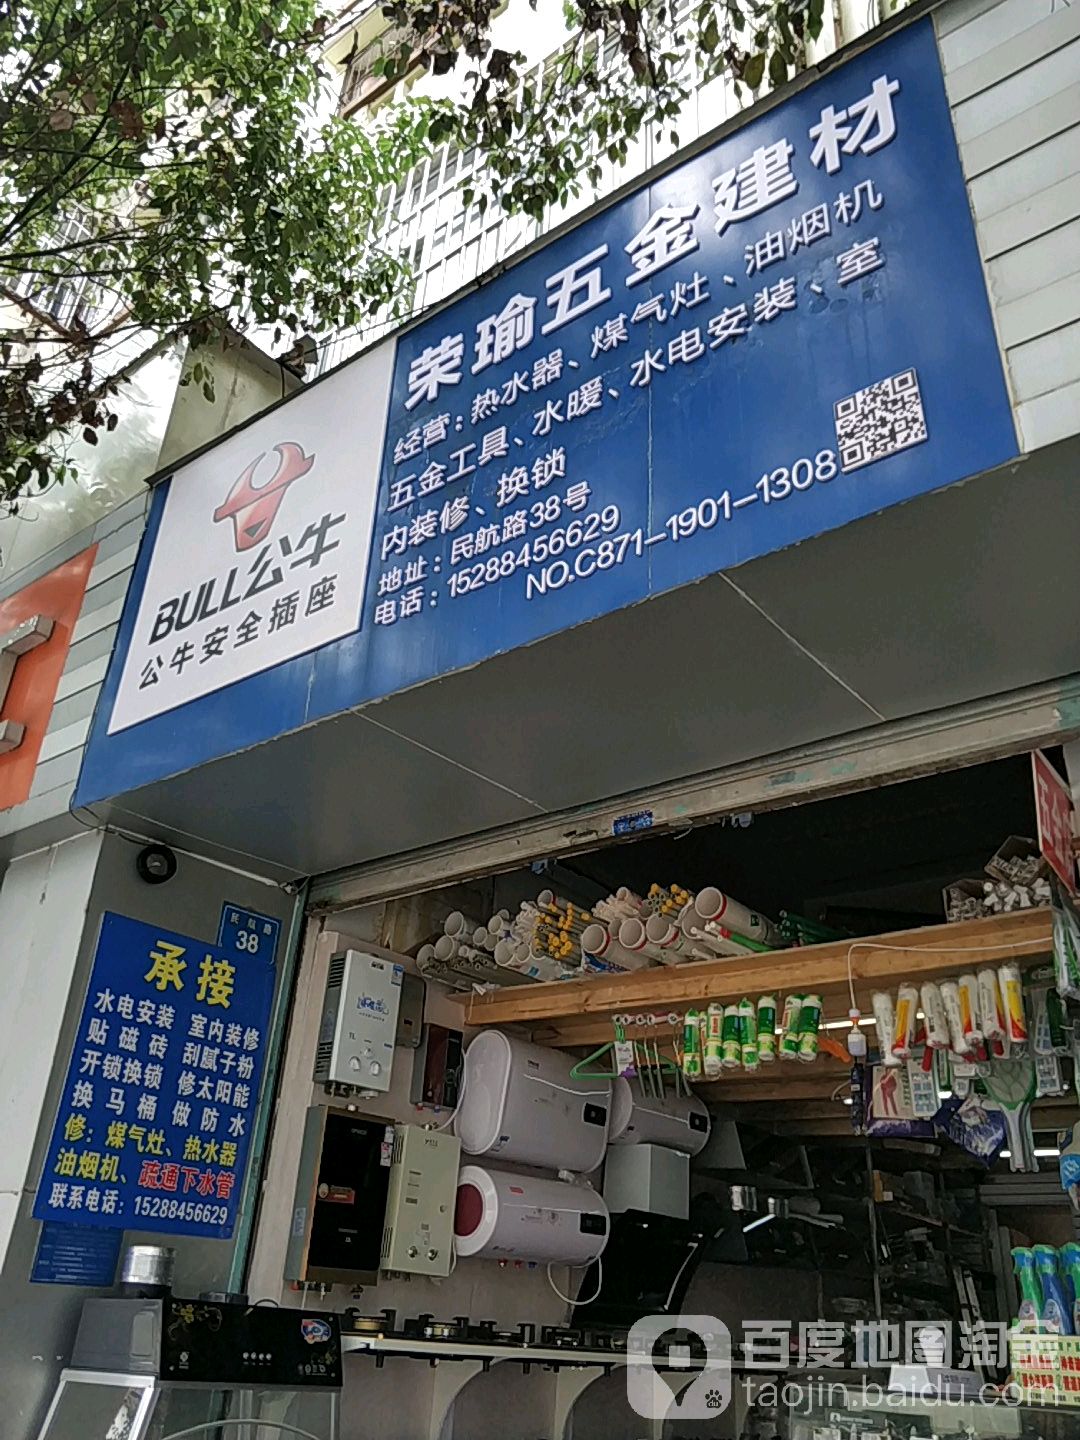 荣瑜五金建材
经营：热水器、煤气灶、油烟机
五金工具、水暖、水电安装、室
内装修、换锁
地址：民航路38号
电话：15288456629
NO.C871-1901-1308
BULL公牛
公牛安全插座
民航路
38
承接
水电安装 室内装修
贴磁砖 刮腻子粉
开锁换锁 修太阳能
换马桶 做防水
修：煤气灶、热水器
油烟机、疏通下水管
联系电话：15288456629
百度地图淘金
taojin.baidu.com